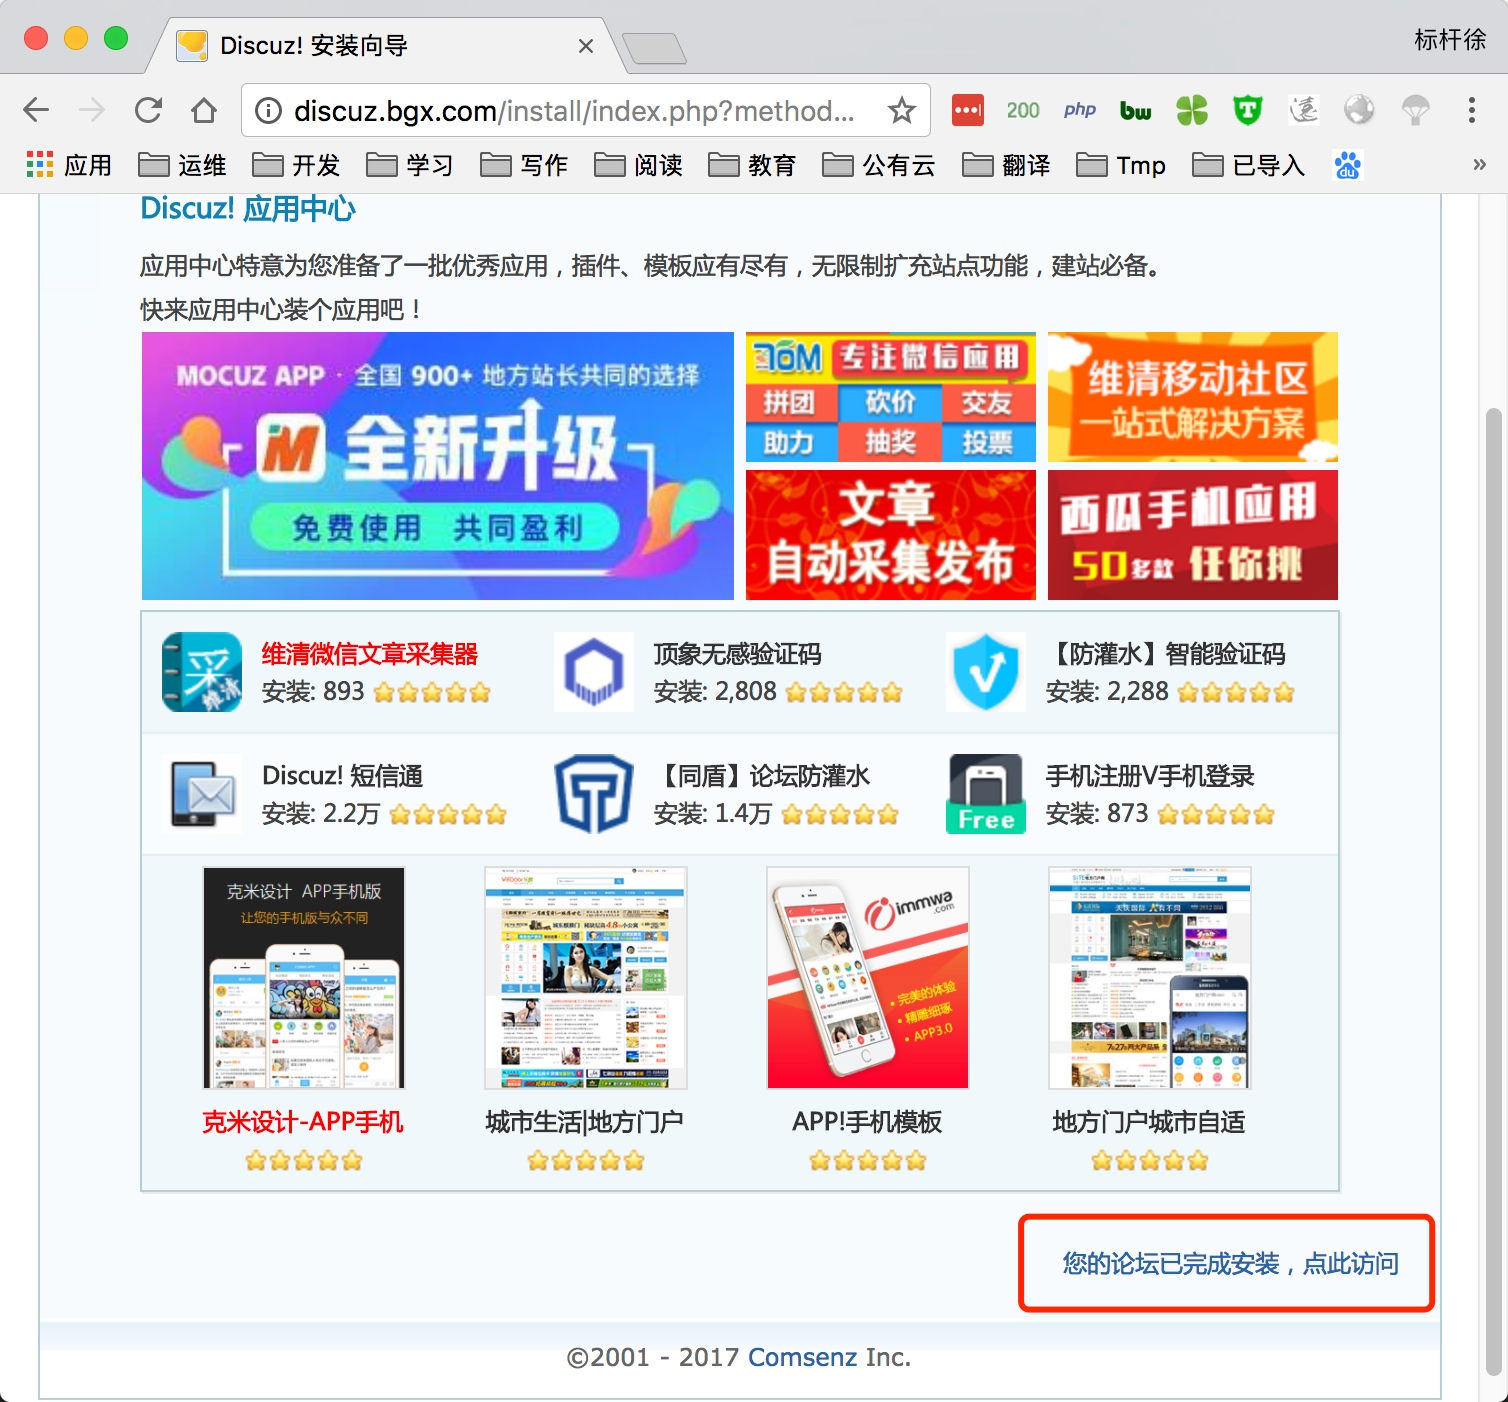 Discuz! 安装向导
标杆徐
discuz.bgx.com/install/index.php?method...
200
php
bw
应用
运维
开发
学习
写作
阅读
教育
公有云
翻译
Tmp
已导入
du
»
Discuz! 应用中心
应用中心特意为您准备了一批优秀应用，插件、模板应有尽有，无限制扩充站点功能，建站必备。
快来应用中心装个应用吧！
MOCUZ APP · 全国 900+ 地方站长共同的选择
全新升级
免费使用 共同盈利
专注微信应用
拼团 砍价 交友
助力 抽奖 投票
维清移动社区
一站式解决方案
文章
自动采集发布
西瓜手机应用
50多款 任你挑
采
维清
维清微信文章采集器
安装: 893
顶象无感验证码
安装: 2,808
【防灌水】智能验证码
安装: 2,288
Discuz! 短信通
安装: 2.2万
【同盾】论坛防灌水
安装: 1.4万
Free
手机注册V手机登录
安装: 873
克米设计 APP手机版
让您的手机版与众不同
immwa
.com
• 完美的体验
• 精雕细琢
• APP3.0
克米设计-APP手机
城市生活|地方门户
APP!手机模板
地方门户城市自适
您的论坛已完成安装，点此访问
©2001 - 2017 Comsenz Inc.